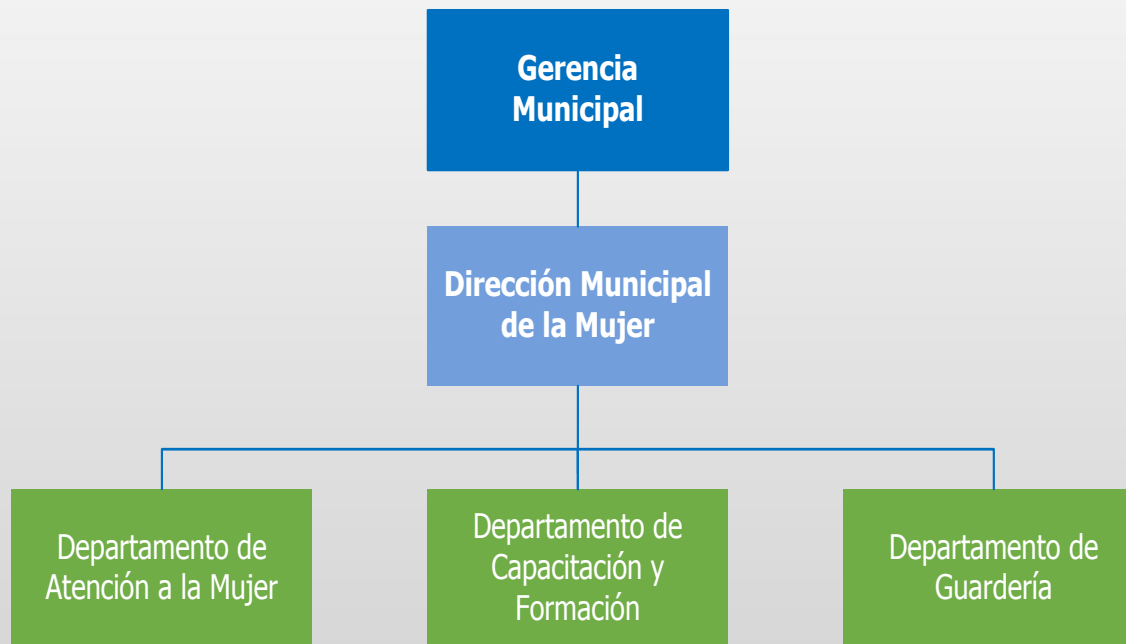 Gerencia
Municipal
Dirección Municipal
de la Mujer
Departamento de
Atención a la Mujer
Departamento de
Capacitación y
Formación
Departamento de
Guardería